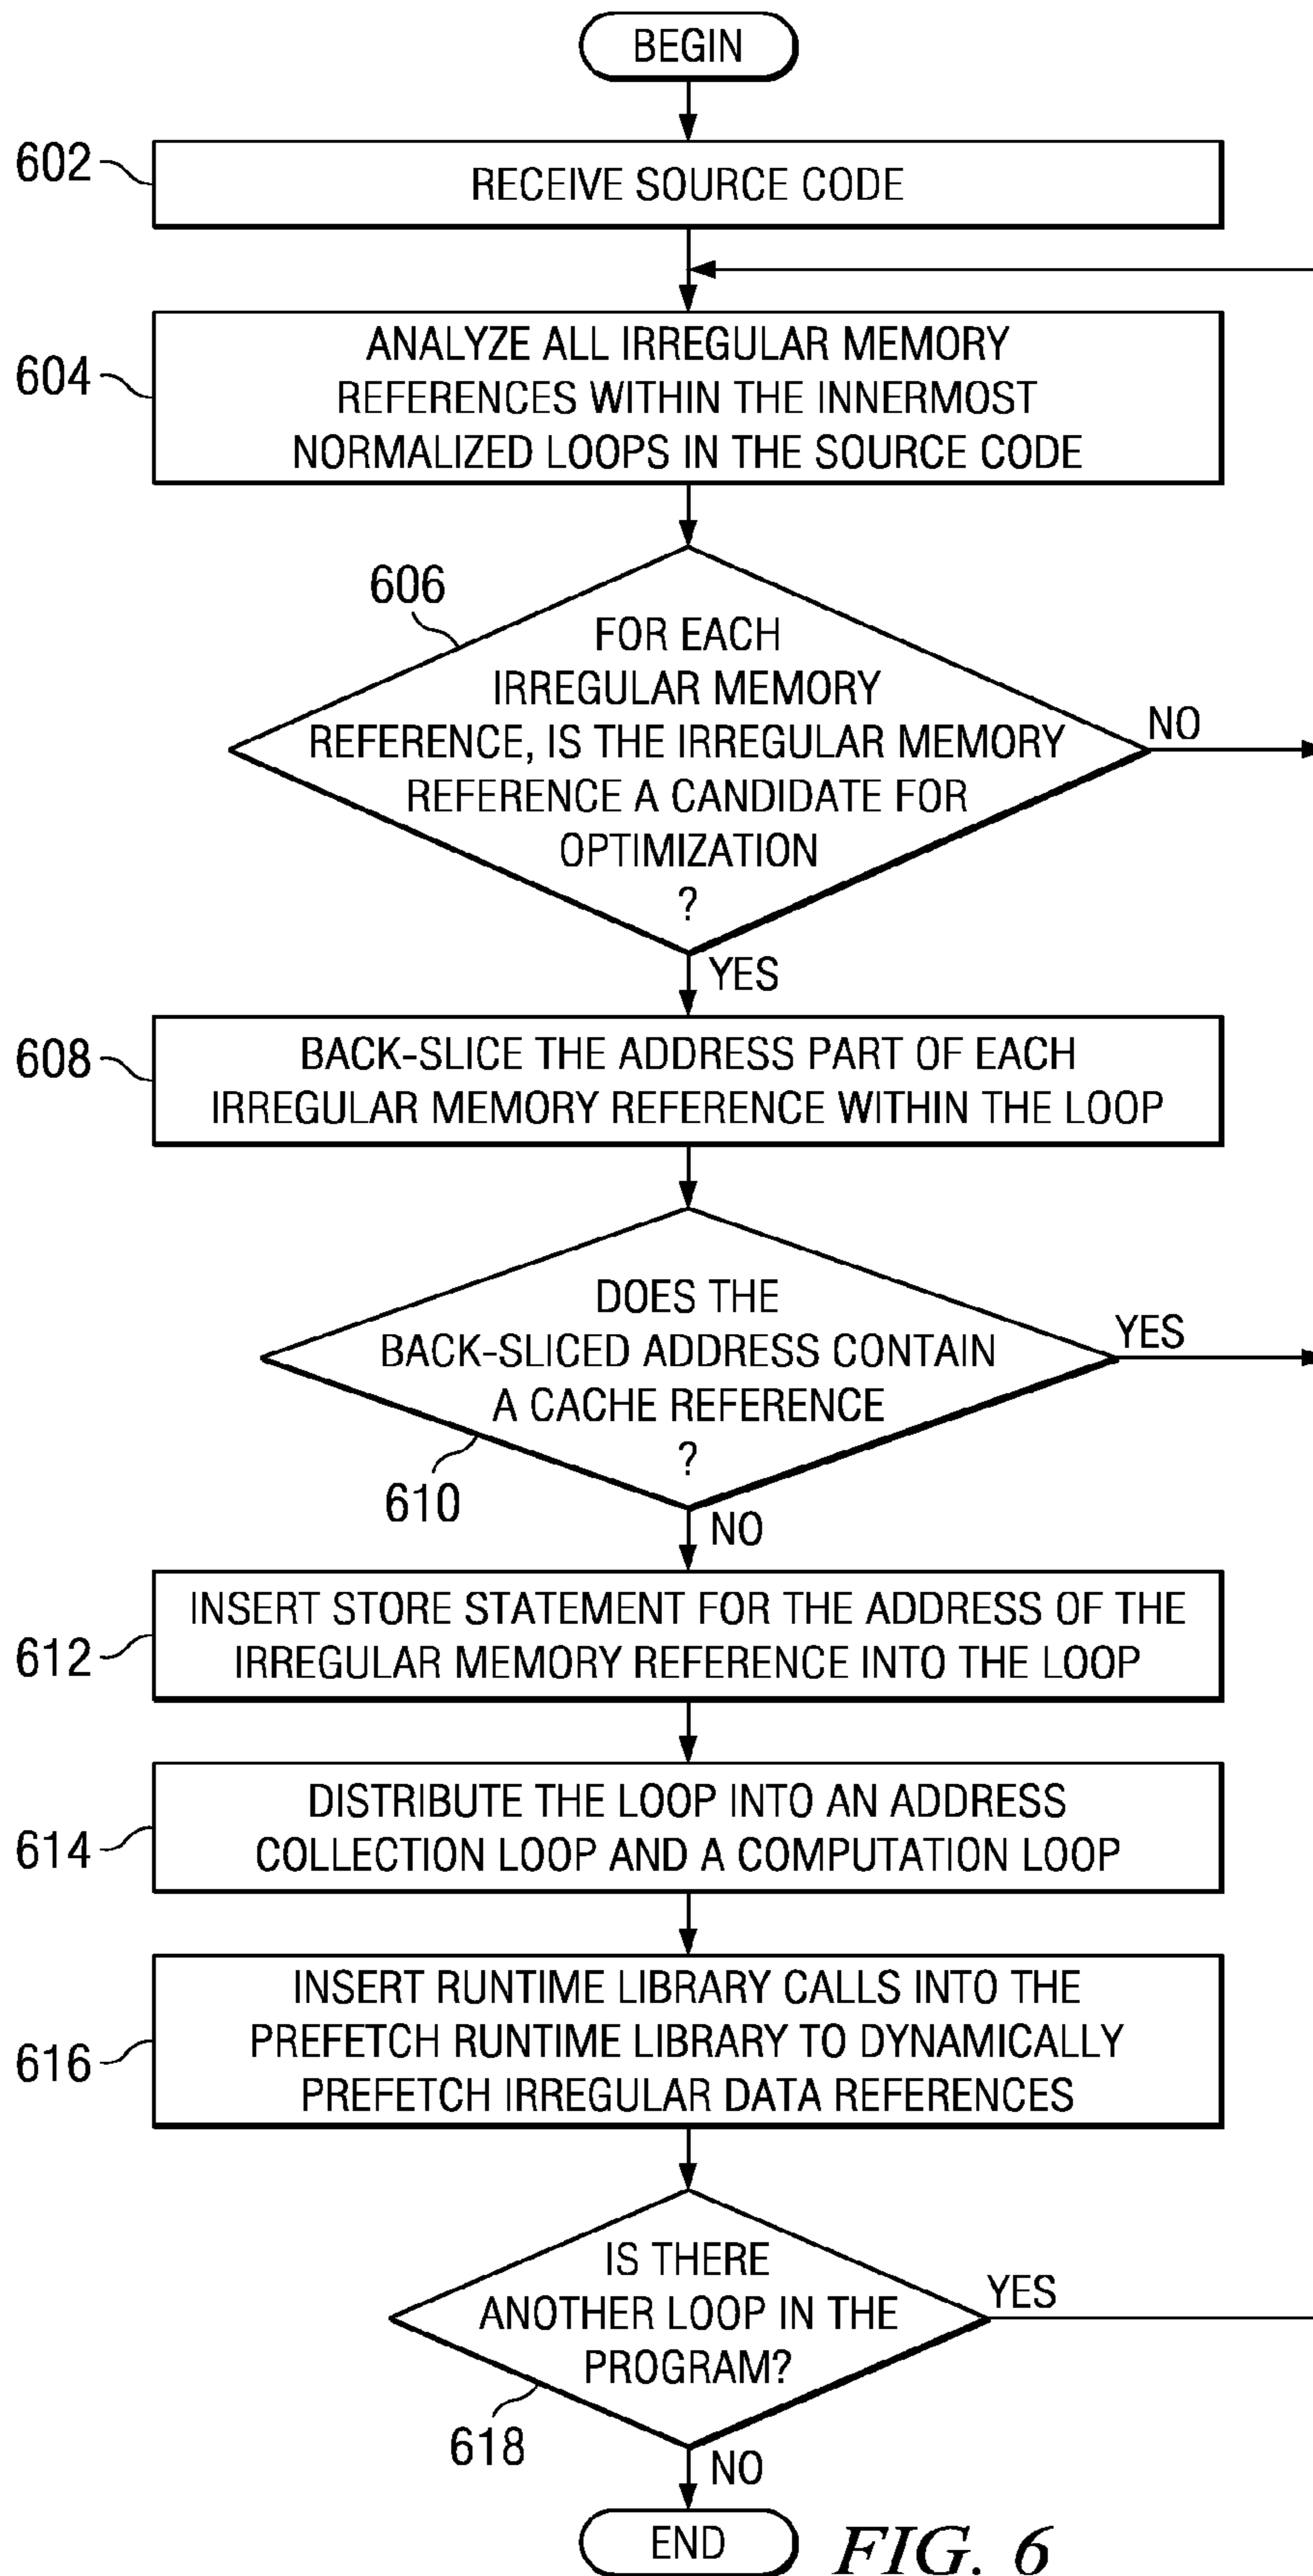 BEGIN
602
RECEIVE SOURCE CODE
604
ANALYZE ALL IRREGULAR MEMORY
REFERENCES WITHIN THE INNERMOST
NORMALIZED LOOPS IN THE SOURCE CODE
606
FOR EACH
IRREGULAR MEMORY
REFERENCE, IS THE IRREGULAR MEMORY
REFERENCE A CANDIDATE FOR
OPTIMIZATION
?
NO
YES
608
BACK-SLICE THE ADDRESS PART OF EACH
IRREGULAR MEMORY REFERENCE WITHIN THE LOOP
DOES THE
BACK-SLICED ADDRESS CONTAIN
A CACHE REFERENCE
?
YES
610
NO
612
INSERT STORE STATEMENT FOR THE ADDRESS OF THE
IRREGULAR MEMORY REFERENCE INTO THE LOOP
614
DISTRIBUTE THE LOOP INTO AN ADDRESS
COLLECTION LOOP AND A COMPUTATION LOOP
616
INSERT RUNTIME LIBRARY CALLS INTO THE
PREFETCH RUNTIME LIBRARY TO DYNAMICALLY
PREFETCH IRREGULAR DATA REFERENCES
IS THERE
ANOTHER LOOP IN THE
PROGRAM?
YES
618
NO
END
FIG. 6